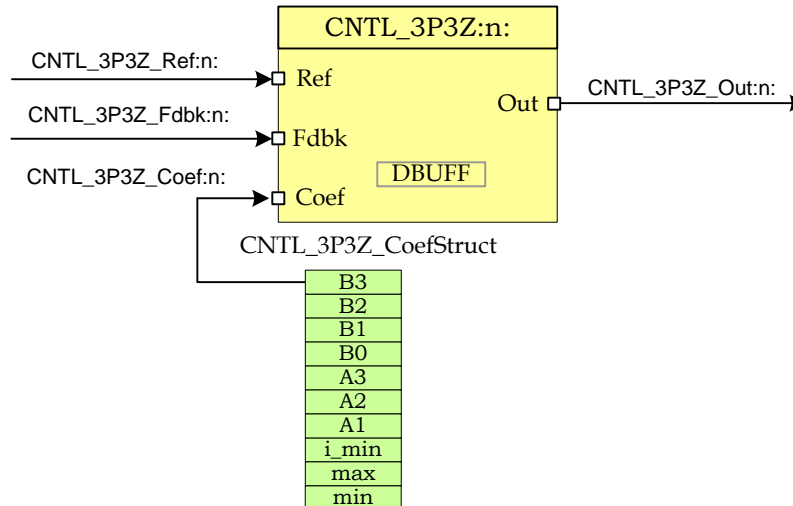 CNTL_3P3Z:n:
CNTL_3P3Z_Ref:n:
Ref
CNTL_3P3Z_Out:n:
Out
CNTL_3P3Z_Fdbk:n:
Fdbk
DBUFF
CNTL_3P3Z_Coef:n:
Coef
CNTL_3P3Z_CoefStruct
B3
B2
B1
B0
A3
A2
A1
i_min
max
min